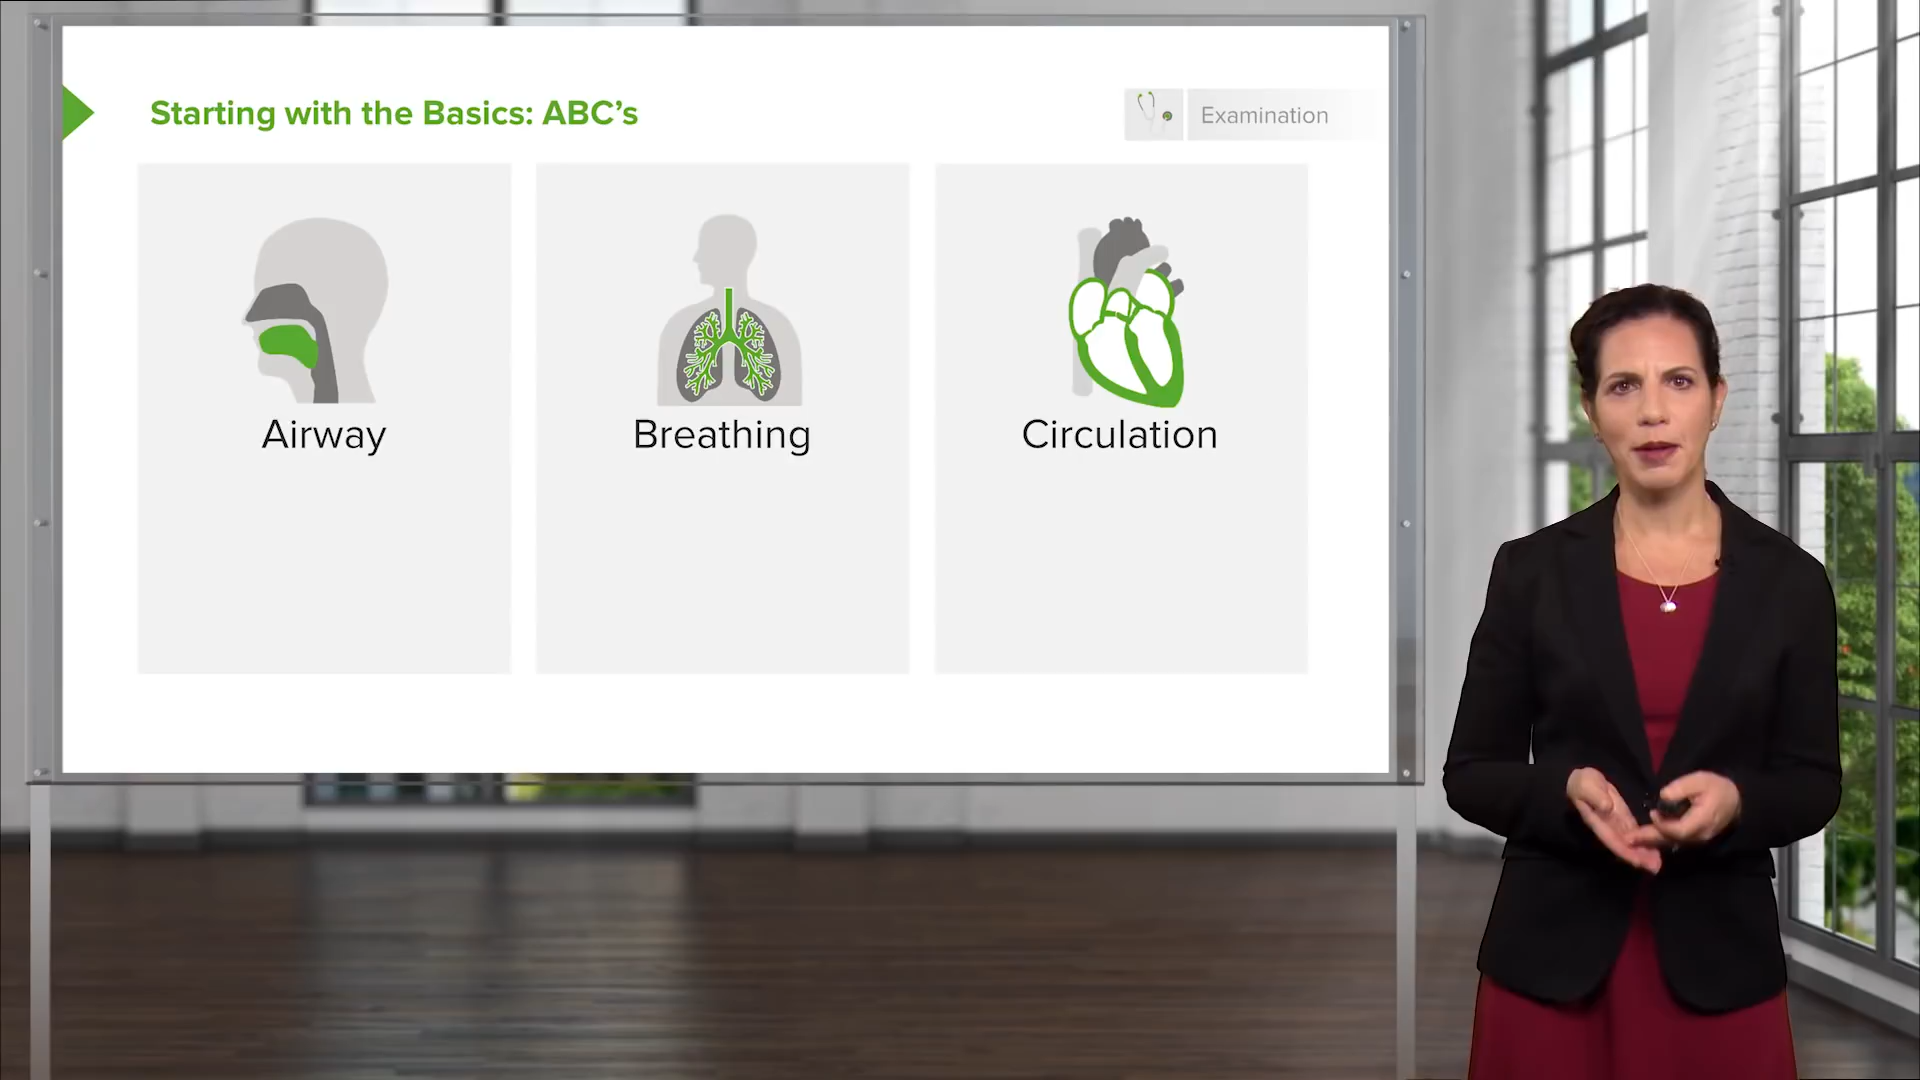 Starting with the Basics: ABC’s
Examination
Airway
Breathing
Circulation